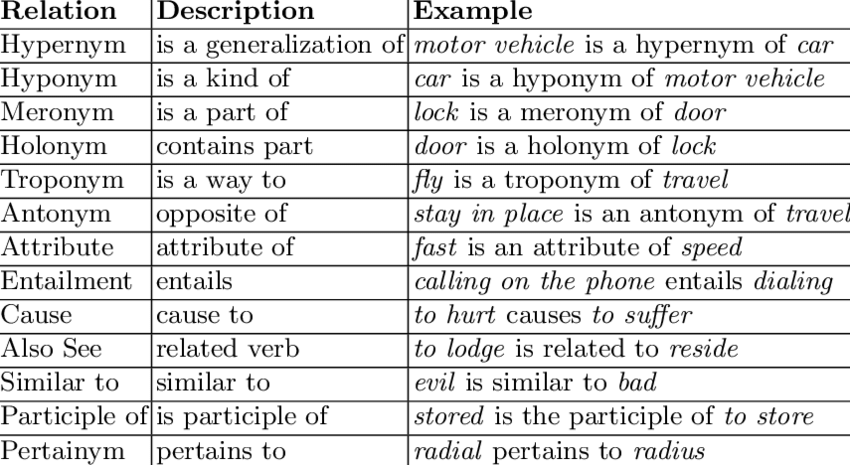 Relation Description Example
Hypernym is a generalization of motor vehicle is a hypernym of car
Hyponym is a kind of car is a hyponym of motor vehicle
Meronym is a part of lock is a meronym of door
Holonym contains part door is a holonym of lock
Troponym is a way to fly is a troponym of travel
Antonym opposite of stay in place is an antonym of travel
Attribute attribute of fast is an attribute of speed
Entailment entails calling on the phone entails dialing
Cause cause to to hurt causes to suffer
Also See related verb to lodge is related to reside
Similar to similar to evil is similar to bad
Participle of is participle of stored is the participle of to store
Pertainym pertains to radial pertains to radius